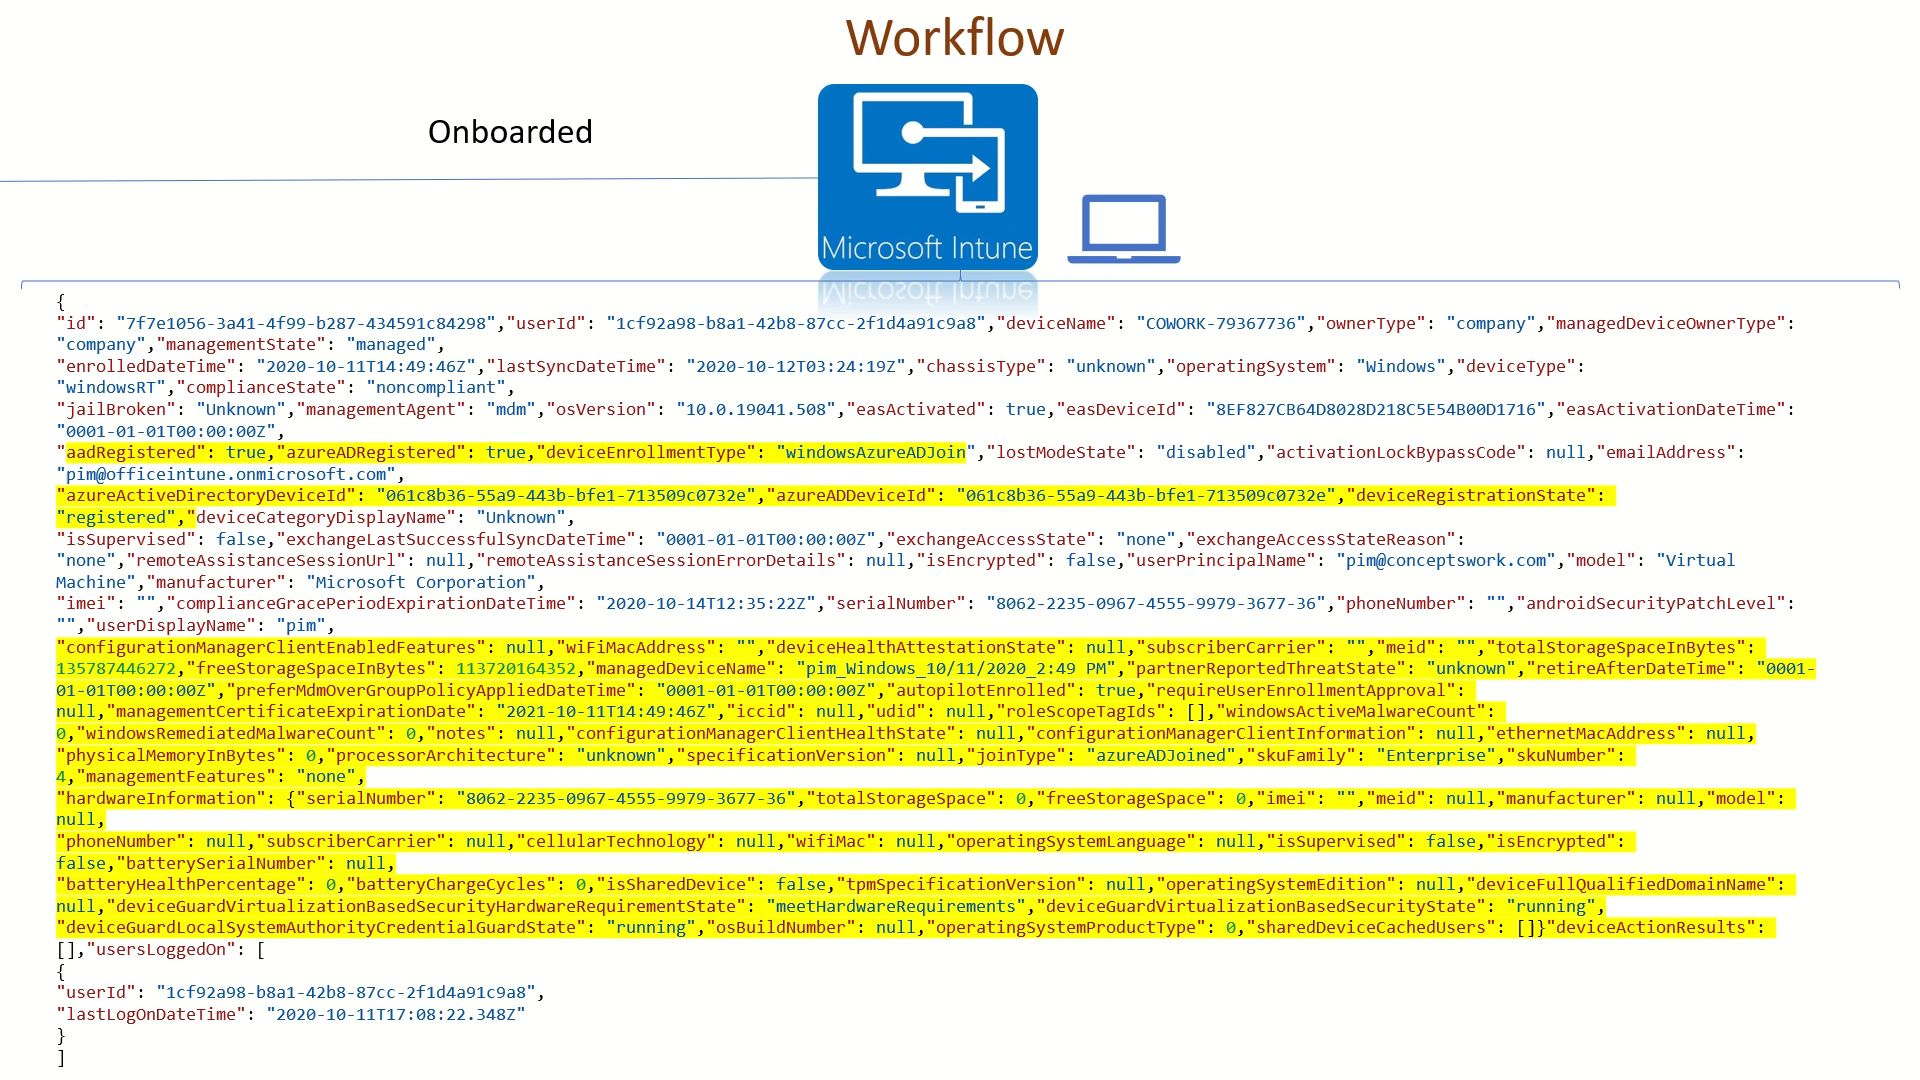 Workflow
Onboarded
Microsoft Intune
{
"id": "7f7e1056-3a41-4f99-b287-434591c84298","userId": "1cf92a98-b8a1-42b8-87cc-2f1d4a91c9a8","deviceName": "COWORK-79367736","ownerType": "company","managedDeviceOwnerType":
"company","managementState": "managed",
"enrolledDateTime": "2020-10-11T14:49:46Z","lastSyncDateTime": "2020-10-12T03:24:19Z","chassisType": "unknown","operatingSystem": "Windows","deviceType":
"windowsRT","complianceState": "noncompliant",
"jailBroken": "Unknown","managementAgent": "mdm","osVersion": "10.0.19041.508","easActivated": true,"easDeviceId": "8EF827CB64D8028D218C5E54B00D1716","easActivationDateTime":
"0001-01-01T00:00:00Z",
"aadRegistered": true,"azureADRegistered": true,"deviceEnrollmentType": "windowsAzureADJoin","lostModeState": "disabled","activationLockBypassCode": null,"emailAddress":
"pim@officeintune.onmicrosoft.com",
"azureActiveDirectoryDeviceId": "061c8b36-55a9-443b-bfe1-713509c0732e","azureADDeviceId": "061c8b36-55a9-443b-bfe1-713509c0732e","deviceRegistrationState":
"registered","deviceCategoryDisplayName": "Unknown",
"isSupervised": false,"exchangeLastSuccessfulSyncDateTime": "0001-01-01T00:00:00Z","exchangeAccessState": "none","exchangeAccessStateReason":
"none","remoteAssistanceSessionUrl": null,"remoteAssistanceSessionErrorDetails": null,"isEncrypted": false,"userPrincipalName": "pim@conceptswork.com","model": "Virtual
Machine","manufacturer": "Microsoft Corporation",
"imei": "","complianceGracePeriodExpirationDateTime": "2020-10-14T12:35:22Z","serialNumber": "8062-2235-0967-4555-9979-3677-36","phoneNumber": "","androidSecurityPatchLevel":
"","userDisplayName": "pim",
"configurationManagerClientEnabledFeatures": null,"wiFiMacAddress": "","deviceHealthAttestationState": null,"subscriberCarrier": "","meid": "","totalStorageSpaceInBytes":
135787446272,"freeStorageSpaceInBytes": 113720164352,"managedDeviceName": "pim_Windows_10/11/2020_2:49 PM","partnerReportedThreatState": "unknown","retireAfterDateTime": "0001-
01-01T00:00:00Z","preferMdmOverGroupPolicyAppliedDateTime": "0001-01-01T00:00:00Z","autopilotEnrolled": true,"requireUserEnrollmentApproval":
null,"managementCertificateExpirationDate": "2021-10-11T14:49:46Z","iccid": null,"udid": null,"roleScopeTagIds": [],"windowsActiveMalwareCount":
0,"windowsRemediatedMalwareCount": 0,"notes": null,"configurationManagerClientHealthState": null,"configurationManagerClientInformation": null,"ethernetMacAddress": null,
"physicalMemoryInBytes": 0,"processorArchitecture": "unknown","specificationVersion": null,"joinType": "azureADJoined","skuFamily": "Enterprise","skuNumber":
4,"managementFeatures": "none",
"hardwareInformation": {"serialNumber": "8062-2235-0967-4555-9979-3677-36","totalStorageSpace": 0,"freeStorageSpace": 0,"imei": "","meid": null,"manufacturer": null,"model":
null,
"phoneNumber": null,"subscriberCarrier": null,"cellularTechnology": null,"wifiMac": null,"operatingSystemLanguage": null,"isSupervised": false,"isEncrypted":
false,"batterySerialNumber": null,
"batteryHealthPercentage": 0,"batteryChargeCycles": 0,"isSharedDevice": false,"tpmSpecificationVersion": null,"operatingSystemEdition": null,"deviceFullQualifiedDomainName":
null,"deviceGuardVirtualizationBasedSecurityHardwareRequirementState": "meetHardwareRequirements","deviceGuardVirtualizationBasedSecurityState": "running",
"deviceGuardLocalSystemAuthorityCredentialGuardState": "running","osBuildNumber": null,"operatingSystemProductType": 0,"sharedDeviceCachedUsers": []}"deviceActionResults":
[],"usersLoggedOn": [
{
"userId": "1cf92a98-b8a1-42b8-87cc-2f1d4a91c9a8",
"lastLogOnDateTime": "2020-10-11T17:08:22.348Z"
}
]